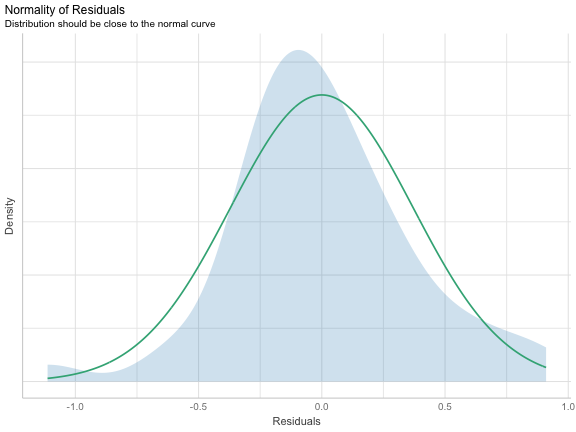 Normality of Residuals
Distribution should be close to the normal curve
Density
-1.0 -0.5 0.0 0.5 1.0
Residuals